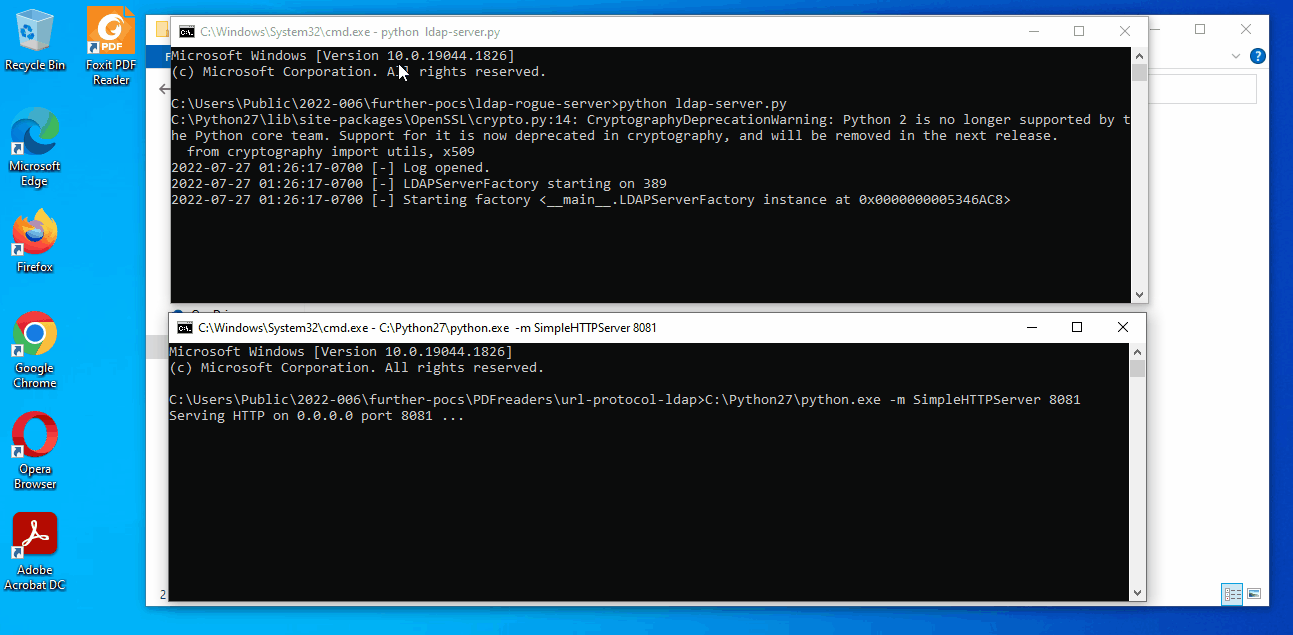 Recycle Bin
Foxit PDF
Reader
Microsoft
Edge
Firefox
Google
Chrome
Opera
Browser
Adobe
Acrobat DC
PDF
C:\Windows\System32\cmd.exe - python  ldap-server.py
Microsoft Windows [Version 10.0.19044.1826]
(c) Microsoft Corporation. All rights reserved.
C:\Users\Public\2022-006\further-pocs\ldap-rogue-server>python ldap-server.py
C:\Python27\lib\site-packages\OpenSSL\crypto.py:14: CryptographyDeprecationWarning: Python 2 is no longer supported by t
he Python core team. Support for it is now deprecated in cryptography, and will be removed in the next release.
  from cryptography import utils, x509
2022-07-27 01:26:17-0700 [-] Log opened.
2022-07-27 01:26:17-0700 [-] LDAPServerFactory starting on 389
2022-07-27 01:26:17-0700 [-] Starting factory <__main__.LDAPServerFactory instance at 0x0000000005346AC8>
C:\Windows\System32\cmd.exe - C:\Python27\python.exe  -m SimpleHTTPServer 8081
Microsoft Windows [Version 10.0.19044.1826]
(c) Microsoft Corporation. All rights reserved.
C:\Users\Public\2022-006\further-pocs\PDFreaders\url-protocol-ldap>C:\Python27\python.exe -m SimpleHTTPServer 8081
Serving HTTP on 0.0.0.0 port 8081 ...
2